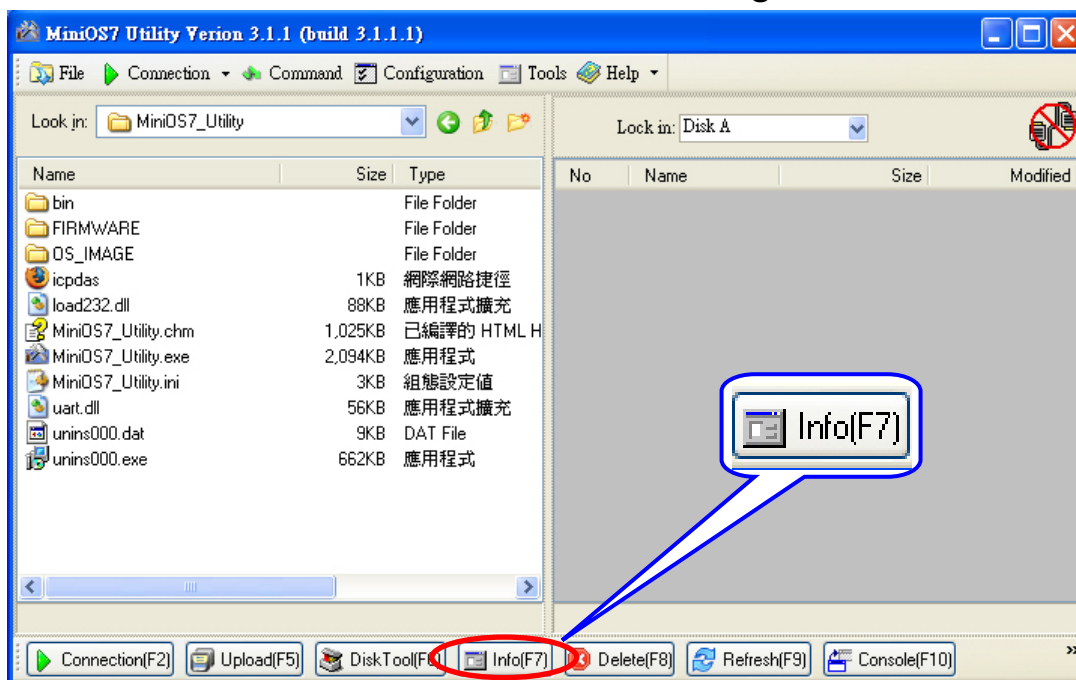 MiniOS7 Utility Verion 3.1.1 (build 3.1.1.1)
File Connection Command Configuration Tools Help
Look in: MiniOS7_Utility
Lock in: Disk A
Name Size Type
No Name Size Modified
bin File Folder
FIRMWARE File Folder
OS_IMAGE File Folder
icpdas 1KB 網際網路捷徑
load232.dll 88KB 應用程式擴充
MiniOS7_Utility.chm 1,025KB 已編譯的 HTML H
MiniOS7_Utility.exe 2,094KB 應用程式
MiniOS7_Utility.ini 3KB 組態設定值
uart.dll 56KB 應用程式擴充
unins000.dat 9KB DAT File
unins000.exe 662KB 應用程式
Info(F7)
Connection(F2) Upload(F5) DiskTool(F6) Info(F7) Delete(F8) Refresh(F9) Console(F10)